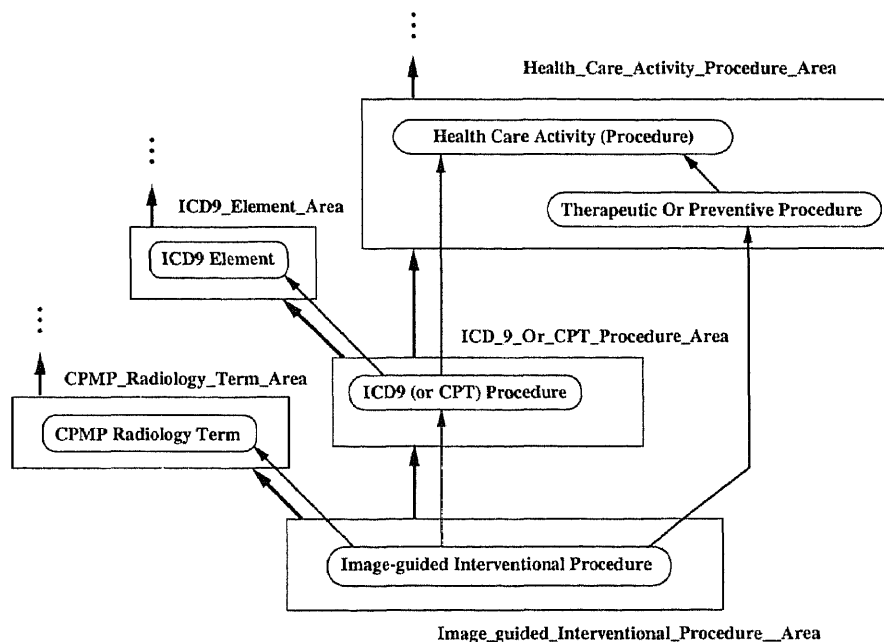 Health_Care_Activity_Procedure_Area
Health Care Activity (Procedure)
Therapeutic Or Preventive Procedure
ICD9_Element_Area
ICD9 Element
ICD_9_Or_CPT_Procedure_Area
ICD9 (or CPT) Procedure
CPMP_Radiology_Term_Area
CPMP Radiology Term
Image-guided Interventional Procedure
Image_guided_Interventional_Procedure__Area